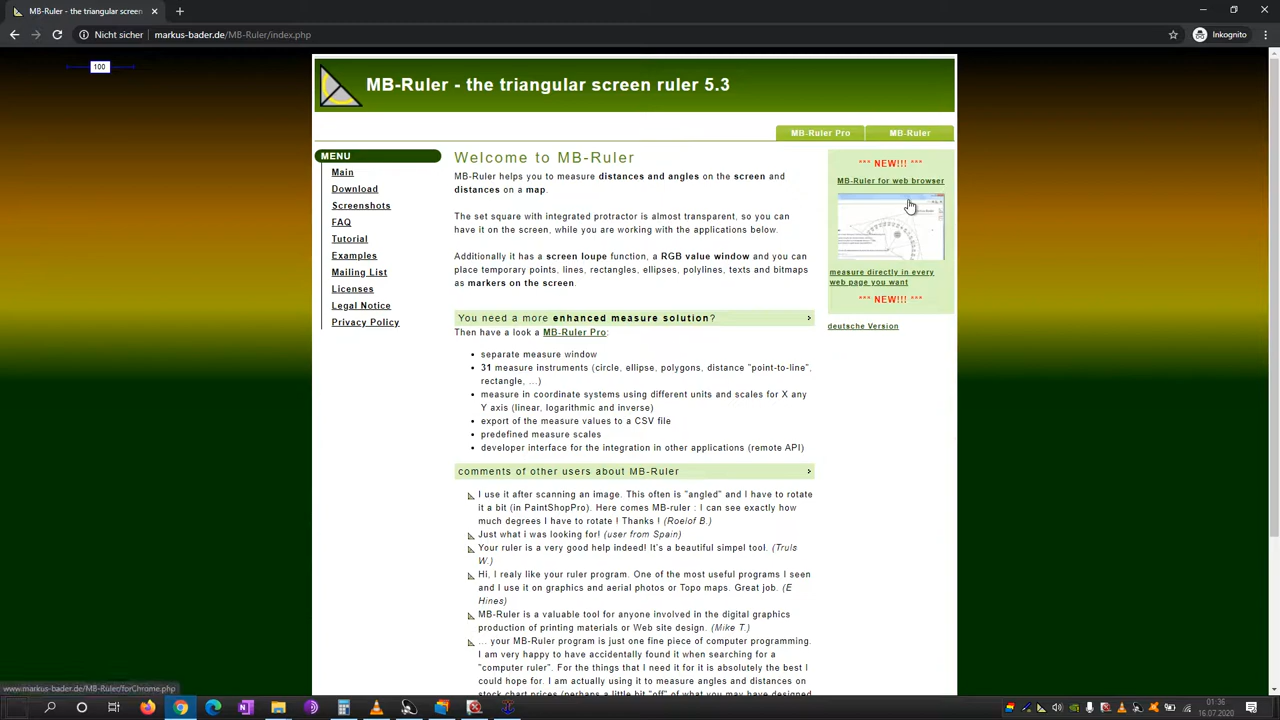 MB-Ruler - the triangular screen
Nicht sicher | markus-bader.de/MB-Ruler/index.php
Inkognito
100
MB-Ruler - the triangular screen ruler 5.3
MB-Ruler Pro
MB-Ruler
MENU
Main
Download
Screenshots
FAQ
Tutorial
Examples
Mailing List
Licenses
Legal Notice
Privacy Policy
Welcome to MB-Ruler
MB-Ruler helps you to measure distances and angles on the screen and
distances on a map.
The set square with integrated protractor is almost transparent, so you can
have it on the screen, while you are working with the applications below.
Additionally it has a screen loupe function, a RGB value window and you can
place temporary points, lines, rectangles, ellipses, polylines, texts and bitmaps
as markers on the screen.
You need a more enhanced measure solution?
Then have a look a MB-Ruler Pro:
separate measure window
31 measure instruments (circle, ellipse, polygons, distance "point-to-line",
rectangle, ...)
measure in coordinate systems using different units and scales for X any
Y axis (linear, logarithmic and inverse)
export of the measure values to a CSV file
predefined measure scales
developer interface for the integration in other applications (remote API)
comments of other users about MB-Ruler
I use it after scanning an image. This often is "angled" and I have to rotate
it a bit (in PaintShopPro). Here comes MB-ruler : I can see exactly how
much degrees I have to rotate ! Thanks ! (Roelof B.)
Just what i was looking for! (user from Spain)
Your ruler is a very good help indeed! It's a beautiful simpel tool. (Truls
W.)
Hi, I realy like your ruler program. One of the most useful programs I seen
and I use it on graphics and aerial photos or Topo maps. Great job. (E
Hines)
MB-Ruler is a valuable tool for anyone involved in the digital graphics
production of printing materials or Web site design. (Mike T.)
... your MB-Ruler program is just one fine piece of computer programming.
I am very happy to have accidentally found it when searching for a
"computer ruler". For the things that I need it for it is absolutely the best I
could hope for. I am actually using it to measure angles and distances on
stock chart prices (perhaps a little bit "off" of what you may have designed
*** NEW!!! ***
MB-Ruler for web browser
measure directly in every
web page you want
*** NEW!!! ***
deutsche Version
www.markus-bader.de/MB-Ruler/forChrome.php
01:36
16.07.2020